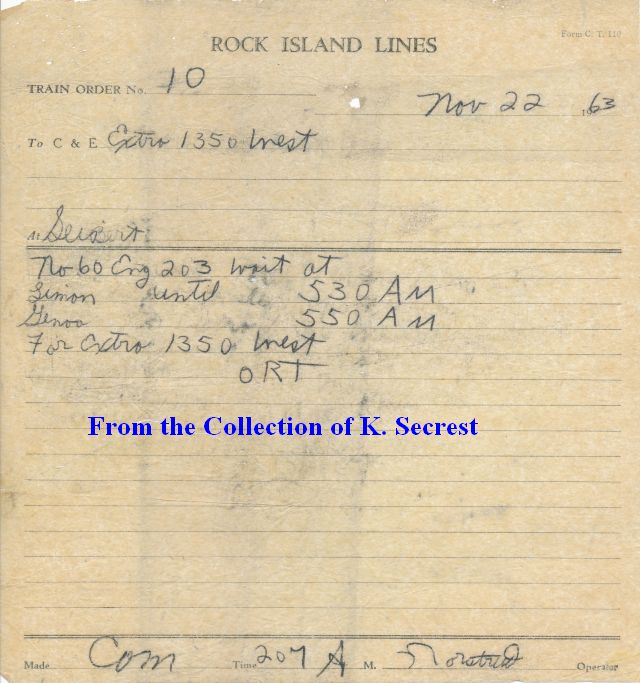 Form C. T. 110
ROCK ISLAND LINES
TRAIN ORDER No. 10
Nov 22 1963
To C & E Extra 1350 West
At Seibert
No 60 Eng 203 wait at
Limon until 530 AM
Genoa 550 AM
For Extra 1350 West
ORT
From the Collection of K. Secrest
Made Com Time 207 A M. Operator